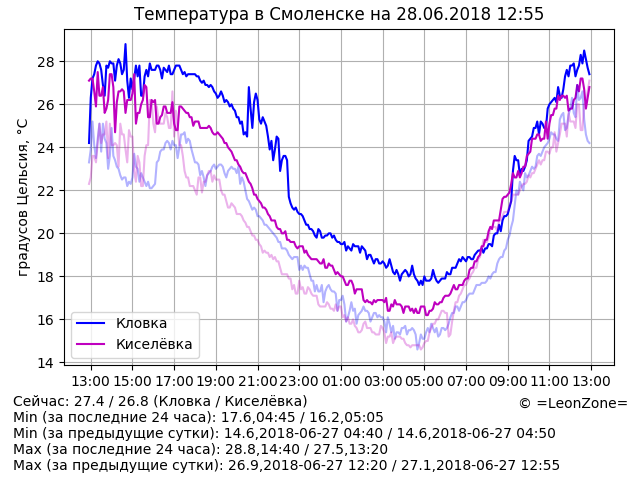 Температура в Смоленске на 28.06.2018 12:55
градусов Цельсия, °C
28
26
24
22
20
18
16
14
Кловка
Киселёвка
13:00 15:00 17:00 19:00 21:00 23:00 01:00 03:00 05:00 07:00 09:00 11:00 13:00
Сейчас: 27.4 / 26.8 (Кловка / Киселёвка)
© =LeonZone=
Min (за последние 24 часа): 17.6,04:45 / 16.2,05:05
Min (за предыдущие сутки): 14.6,2018-06-27 04:40 / 14.6,2018-06-27 04:50
Max (за последние 24 часа): 28.8,14:40 / 27.5,13:20
Max (за предыдущие сутки): 26.9,2018-06-27 12:20 / 27.1,2018-06-27 12:55